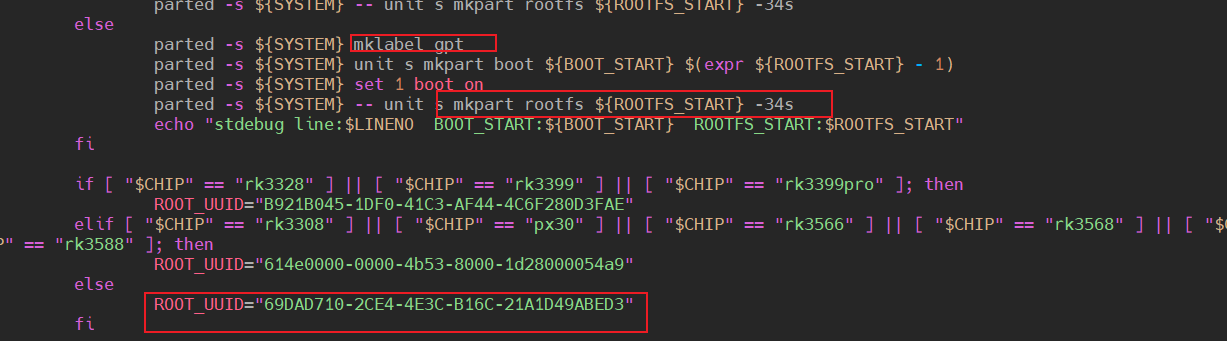 parted -s ${SYSTEM} -- unit s mkpart rootfs ${ROOTFS_START} -34s
else
parted -s ${SYSTEM} mklabel gpt
parted -s ${SYSTEM} unit s mkpart boot ${BOOT_START} $(expr ${ROOTFS_START} - 1)
parted -s ${SYSTEM} set 1 boot on
parted -s ${SYSTEM} -- unit s mkpart rootfs ${ROOTFS_START} -34s
echo "stdebug line:$LINENO  BOOT_START:${BOOT_START}  ROOTFS_START:$ROOTFS_START"
fi
if [ "$CHIP" == "rk3328" ] || [ "$CHIP" == "rk3399" ] || [ "$CHIP" == "rk3399pro" ]; then
ROOT_UUID="B921B045-1DF0-41C3-AF44-4C6F280D3FAE"
elif [ "$CHIP" == "rk3308" ] || [ "$CHIP" == "px30" ] || [ "$CHIP" == "rk3566" ] || [ "$CHIP" == "rk3568" ] || [ "$
P" == "rk3588" ]; then
ROOT_UUID="614e0000-0000-4b53-8000-1d28000054a9"
else
ROOT_UUID="69DAD710-2CE4-4E3C-B16C-21A1D49ABED3"
fi